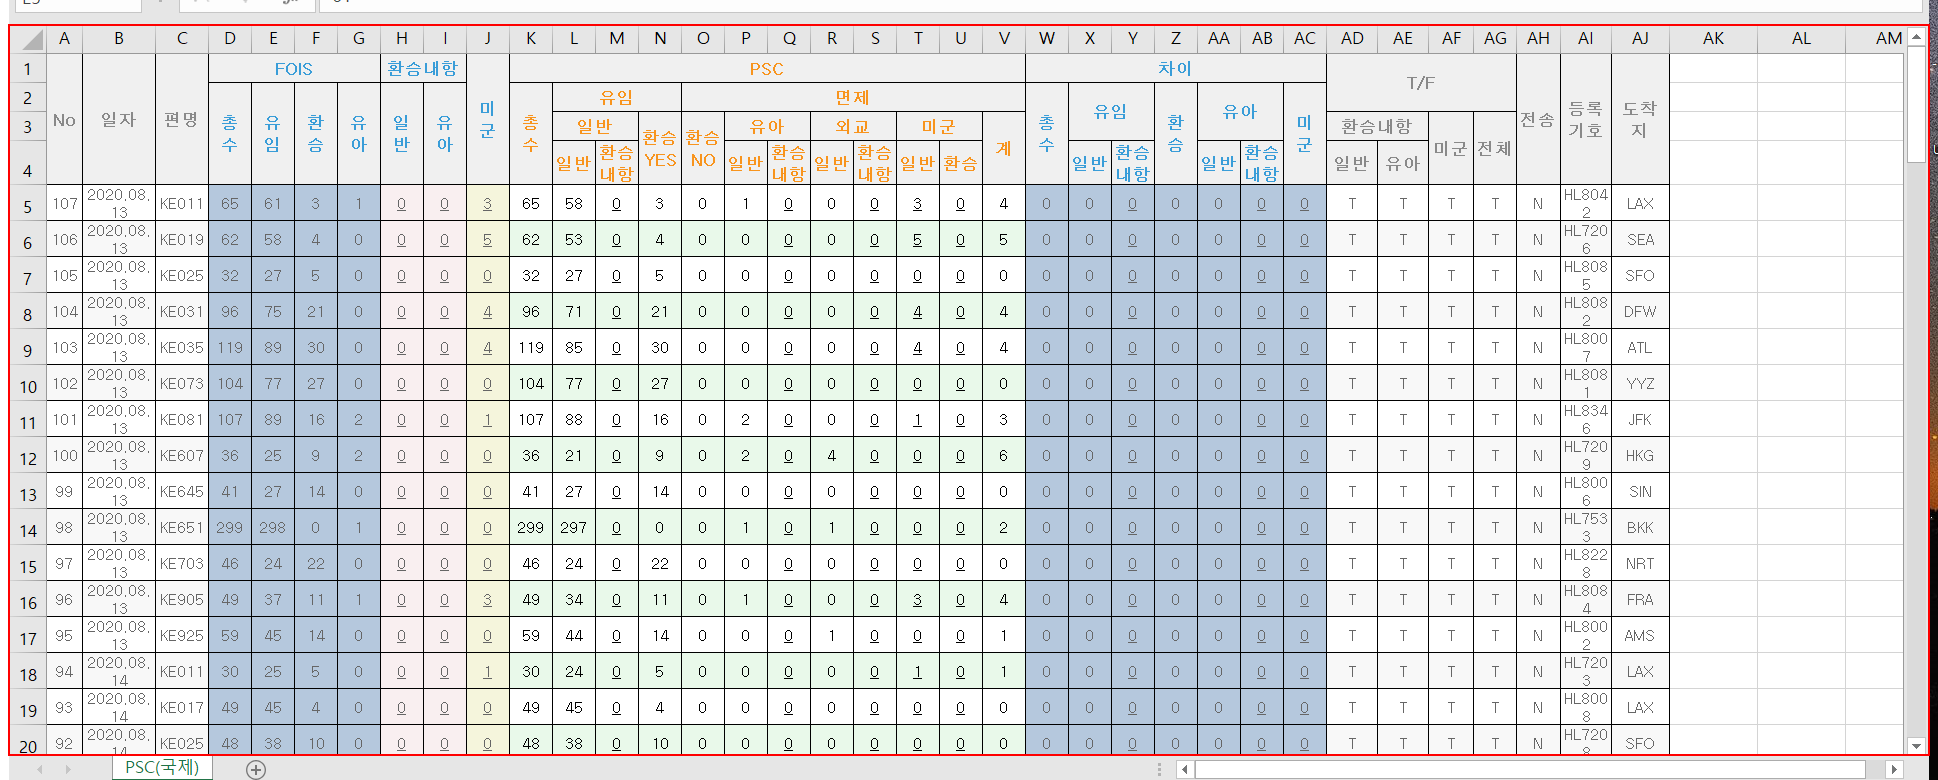 A B C D E F G H I J K L M N O P Q R S T U V W X Y Z AA AB AC AD AE AF AG AH AI AJ AK AL AM
1 No 일자 편명 FOIS 환승내항 미군 PSC 차이 T/F 전송 등록기호 도착지
2 총수 유임 환승 유아 일반 유아 총수 유임 면제 총수 유임 환승 유아 미군
3 일반 환승YES 환승NO 유아 외교 미군 계 환승내항 미군 전체
4 일반 환승내항 일반 환승내항 일반 환승내항 일반 환승 일반 환승내항 일반 환승내항 일반 유아
5 107 2020.08.13 KE011 65 61 3 1 0 0 3 65 58 0 3 0 1 0 0 0 3 0 4 0 0 0 0 0 0 0 T T T T N HL8042 LAX
6 106 2020.08.13 KE019 62 58 4 0 0 0 5 62 53 0 4 0 0 0 0 0 5 0 5 0 0 0 0 0 0 0 T T T T N HL7206 SEA
7 105 2020.08.13 KE025 32 27 5 0 0 0 0 32 27 0 5 0 0 0 0 0 0 0 0 0 0 0 0 0 0 0 T T T T N HL8085 SFO
8 104 2020.08.13 KE031 96 75 21 0 0 0 4 96 71 0 21 0 0 0 0 0 4 0 4 0 0 0 0 0 0 0 T T T T N HL8082 DFW
9 103 2020.08.13 KE035 119 89 30 0 0 0 4 119 85 0 30 0 0 0 0 0 4 0 4 0 0 0 0 0 0 0 T T T T N HL8007 ATL
10 102 2020.08.13 KE073 104 77 27 0 0 0 0 104 77 0 27 0 0 0 0 0 0 0 0 0 0 0 0 0 0 0 T T T T N HL8081 YYZ
11 101 2020.08.13 KE081 107 89 16 2 0 0 1 107 88 0 16 0 2 0 0 0 1 0 3 0 0 0 0 0 0 0 T T T T N HL8346 JFK
12 100 2020.08.13 KE607 36 25 9 2 0 0 0 36 21 0 9 0 2 0 4 0 0 0 6 0 0 0 0 0 0 0 T T T T N HL7209 HKG
13 99 2020.08.13 KE645 41 27 14 0 0 0 0 41 27 0 14 0 0 0 0 0 0 0 0 0 0 0 0 0 0 0 T T T T N HL8006 SIN
14 98 2020.08.13 KE651 299 298 0 1 0 0 0 299 297 0 0 0 1 0 1 0 0 0 2 0 0 0 0 0 0 0 T T T T N HL7533 BKK
15 97 2020.08.13 KE703 46 24 22 0 0 0 0 46 24 0 22 0 0 0 0 0 0 0 0 0 0 0 0 0 0 0 T T T T N HL8228 NRT
16 96 2020.08.13 KE905 49 37 11 1 0 0 3 49 34 0 11 0 1 0 0 0 3 0 4 0 0 0 0 0 0 0 T T T T N HL8084 FRA
17 95 2020.08.13 KE925 59 45 14 0 0 0 0 59 44 0 14 0 0 0 1 0 0 0 1 0 0 0 0 0 0 0 T T T T N HL8002 AMS
18 94 2020.08.14 KE011 30 25 5 0 0 0 1 30 24 0 5 0 0 0 0 0 1 0 1 0 0 0 0 0 0 0 T T T T N HL7203 LAX
19 93 2020.08.14 KE017 49 45 4 0 0 0 0 49 45 0 4 0 0 0 0 0 0 0 0 0 0 0 0 0 0 0 T T T T N HL8008 LAX
20 92 2020.08.14 KE025 48 38 10 0 0 0 0 48 38 0 10 0 0 0 0 0 0 0 0 0 0 0 0 0 0 0 T T T T N HL7208 SFO
PSC(국제)